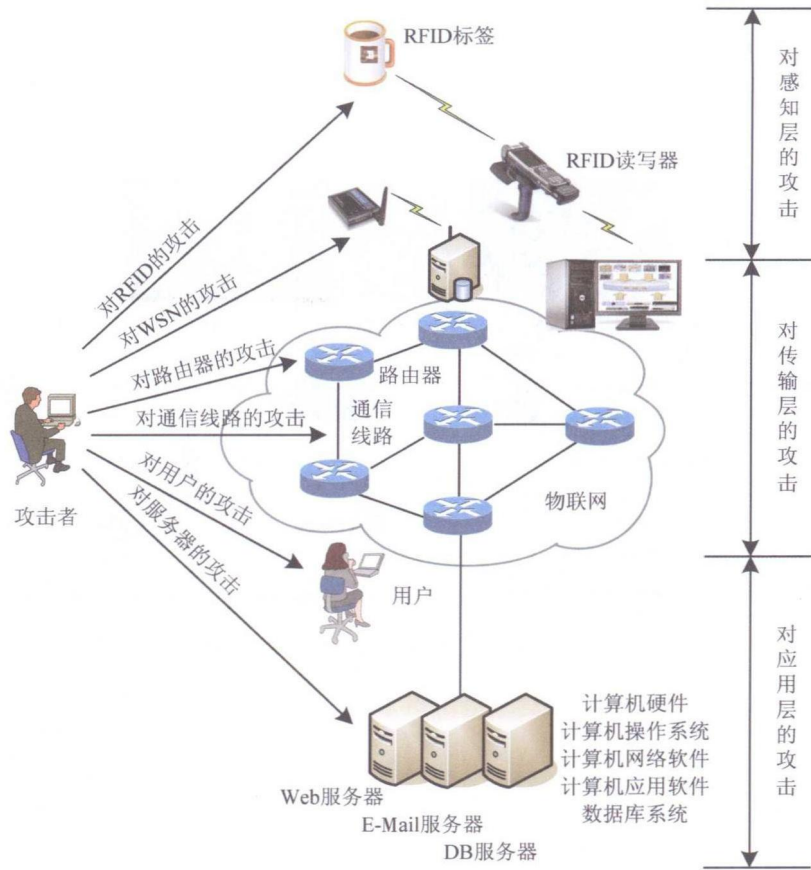 RFID标签
RFID读写器
对感知层的攻击
对RFID的攻击
对WSN的攻击
对路由器的攻击
对通信线路的攻击
对用户的攻击
对服务器的攻击
攻击者
路由器
通信
线路
物联网
对传输层的攻击
用户
计算机硬件
计算机操作系统
计算机网络软件
计算机应用软件
数据库系统
Web服务器
E-Mail服务器
DB服务器
对应用层的攻击